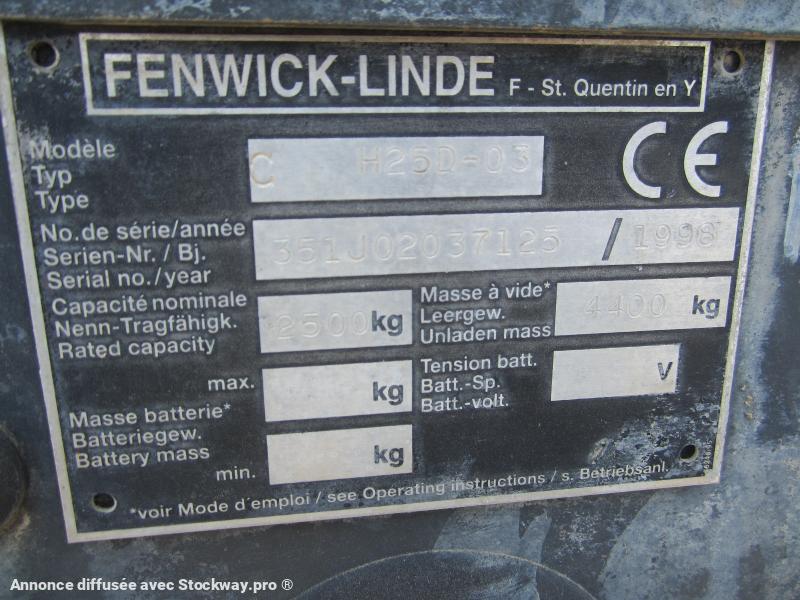 FENWICK-LINDE F - St. Quentin en Y
Modèle
Typ
Type
C H25D-03
CE
No.de série/année
Serien-Nr. / Bj.
Serial no./year
351J02037125 / 1998
Capacité nominale
Nenn-Tragfähigk.
Rated capacity
2500 kg
Masse à vide*
Leergew.
Unladen mass
4400 kg
max. kg
Tension batt.
Batt.-Sp.
Batt.-volt.
V
Masse batterie*
Batteriegew.
Battery mass
min. kg
*voir Mode d'emploi / see Operating instructions / s. Betriebsanl.
Annonce diffusée avec Stockway.pro ®